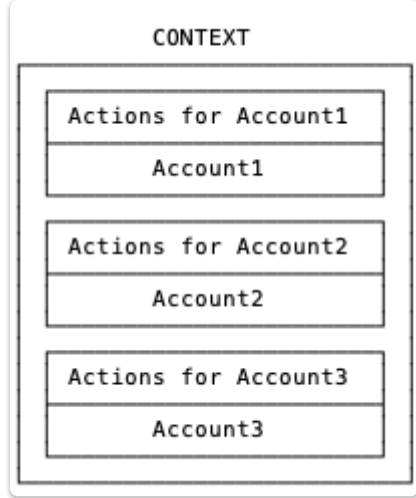 CONTEXT
Actions for Account1
Account1
Actions for Account2
Account2
Actions for Account3
Account3